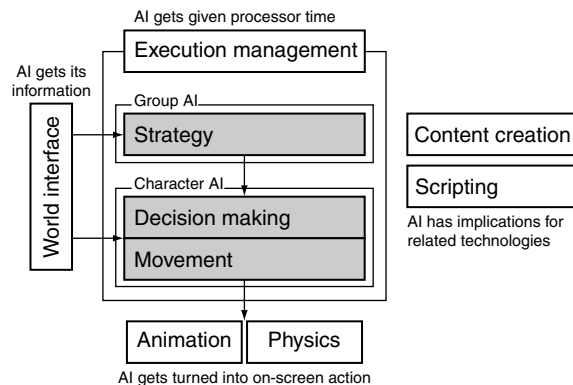 AI gets given processor time
Execution management
AI gets its
information
World interface
Group AI
Strategy
Character AI
Decision making
Movement
Animation
Physics
AI gets turned into on-screen action
Content creation
Scripting
AI has implications for
related technologies